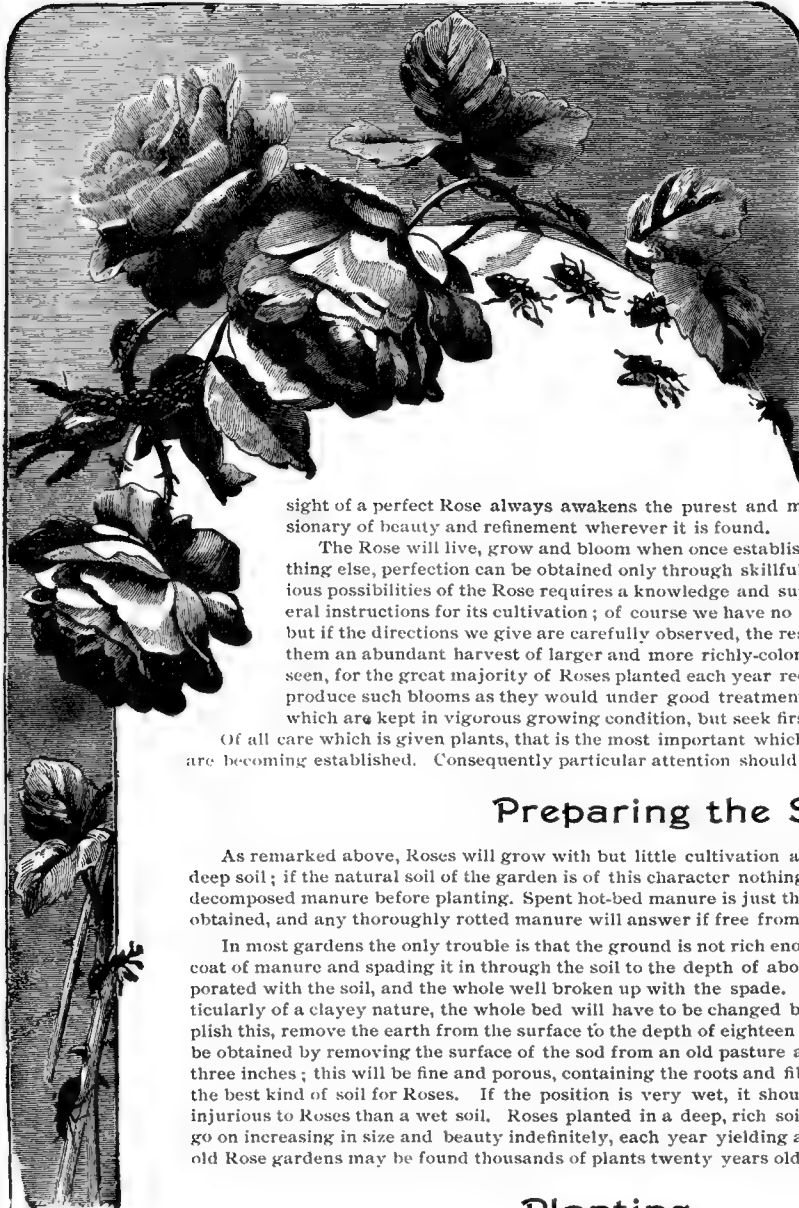 sight of a perfect Rose always awakens the purest and m
sionary of beauty and refinement wherever it is found.
The Rose will live, grow and bloom when once establis
thing else, perfection can be obtained only through skillfu
ious possibilities of the Rose requires a knowledge and su
eral instructions for its cultivation ; of course we have no
but if the directions we give are carefully observed, the res
them an abundant harvest of larger and more richly-color
seen, for the great majority of Roses planted each year re
produce such blooms as they would under good treatmen
which are kept in vigorous growing condition, but seek firs
Of all care which is given plants, that is the most important which
are becoming established. Consequently particular attention should
Preparing the S
As remarked above, Roses will grow with but little cultivation a
deep soil ; if the natural soil of the garden is of this character nothing
decomposed manure before planting. Spent hot-bed manure is just th
obtained, and any thoroughly rotted manure will answer if free from
In most gardens the only trouble is that the ground is not rich eno
coat of manure and spading it in through the soil to the depth of abo
porated with the soil, and the whole well broken up with the spade.
ticularly of a clayey nature, the whole bed will have to be changed b
plish this, remove the earth from the surface to the depth of eighteen
be obtained by removing the surface of the sod from an old pasture a
three inches ; this will be fine and porous, containing the roots and fi
the best kind of soil for Roses. If the position is very wet, it shou
injurious to Roses than a wet soil. Roses planted in a deep, rich soi
go on increasing in size and beauty indefinitely, each year yielding a
old Rose gardens may be found thousands of plants twenty years old
Planting